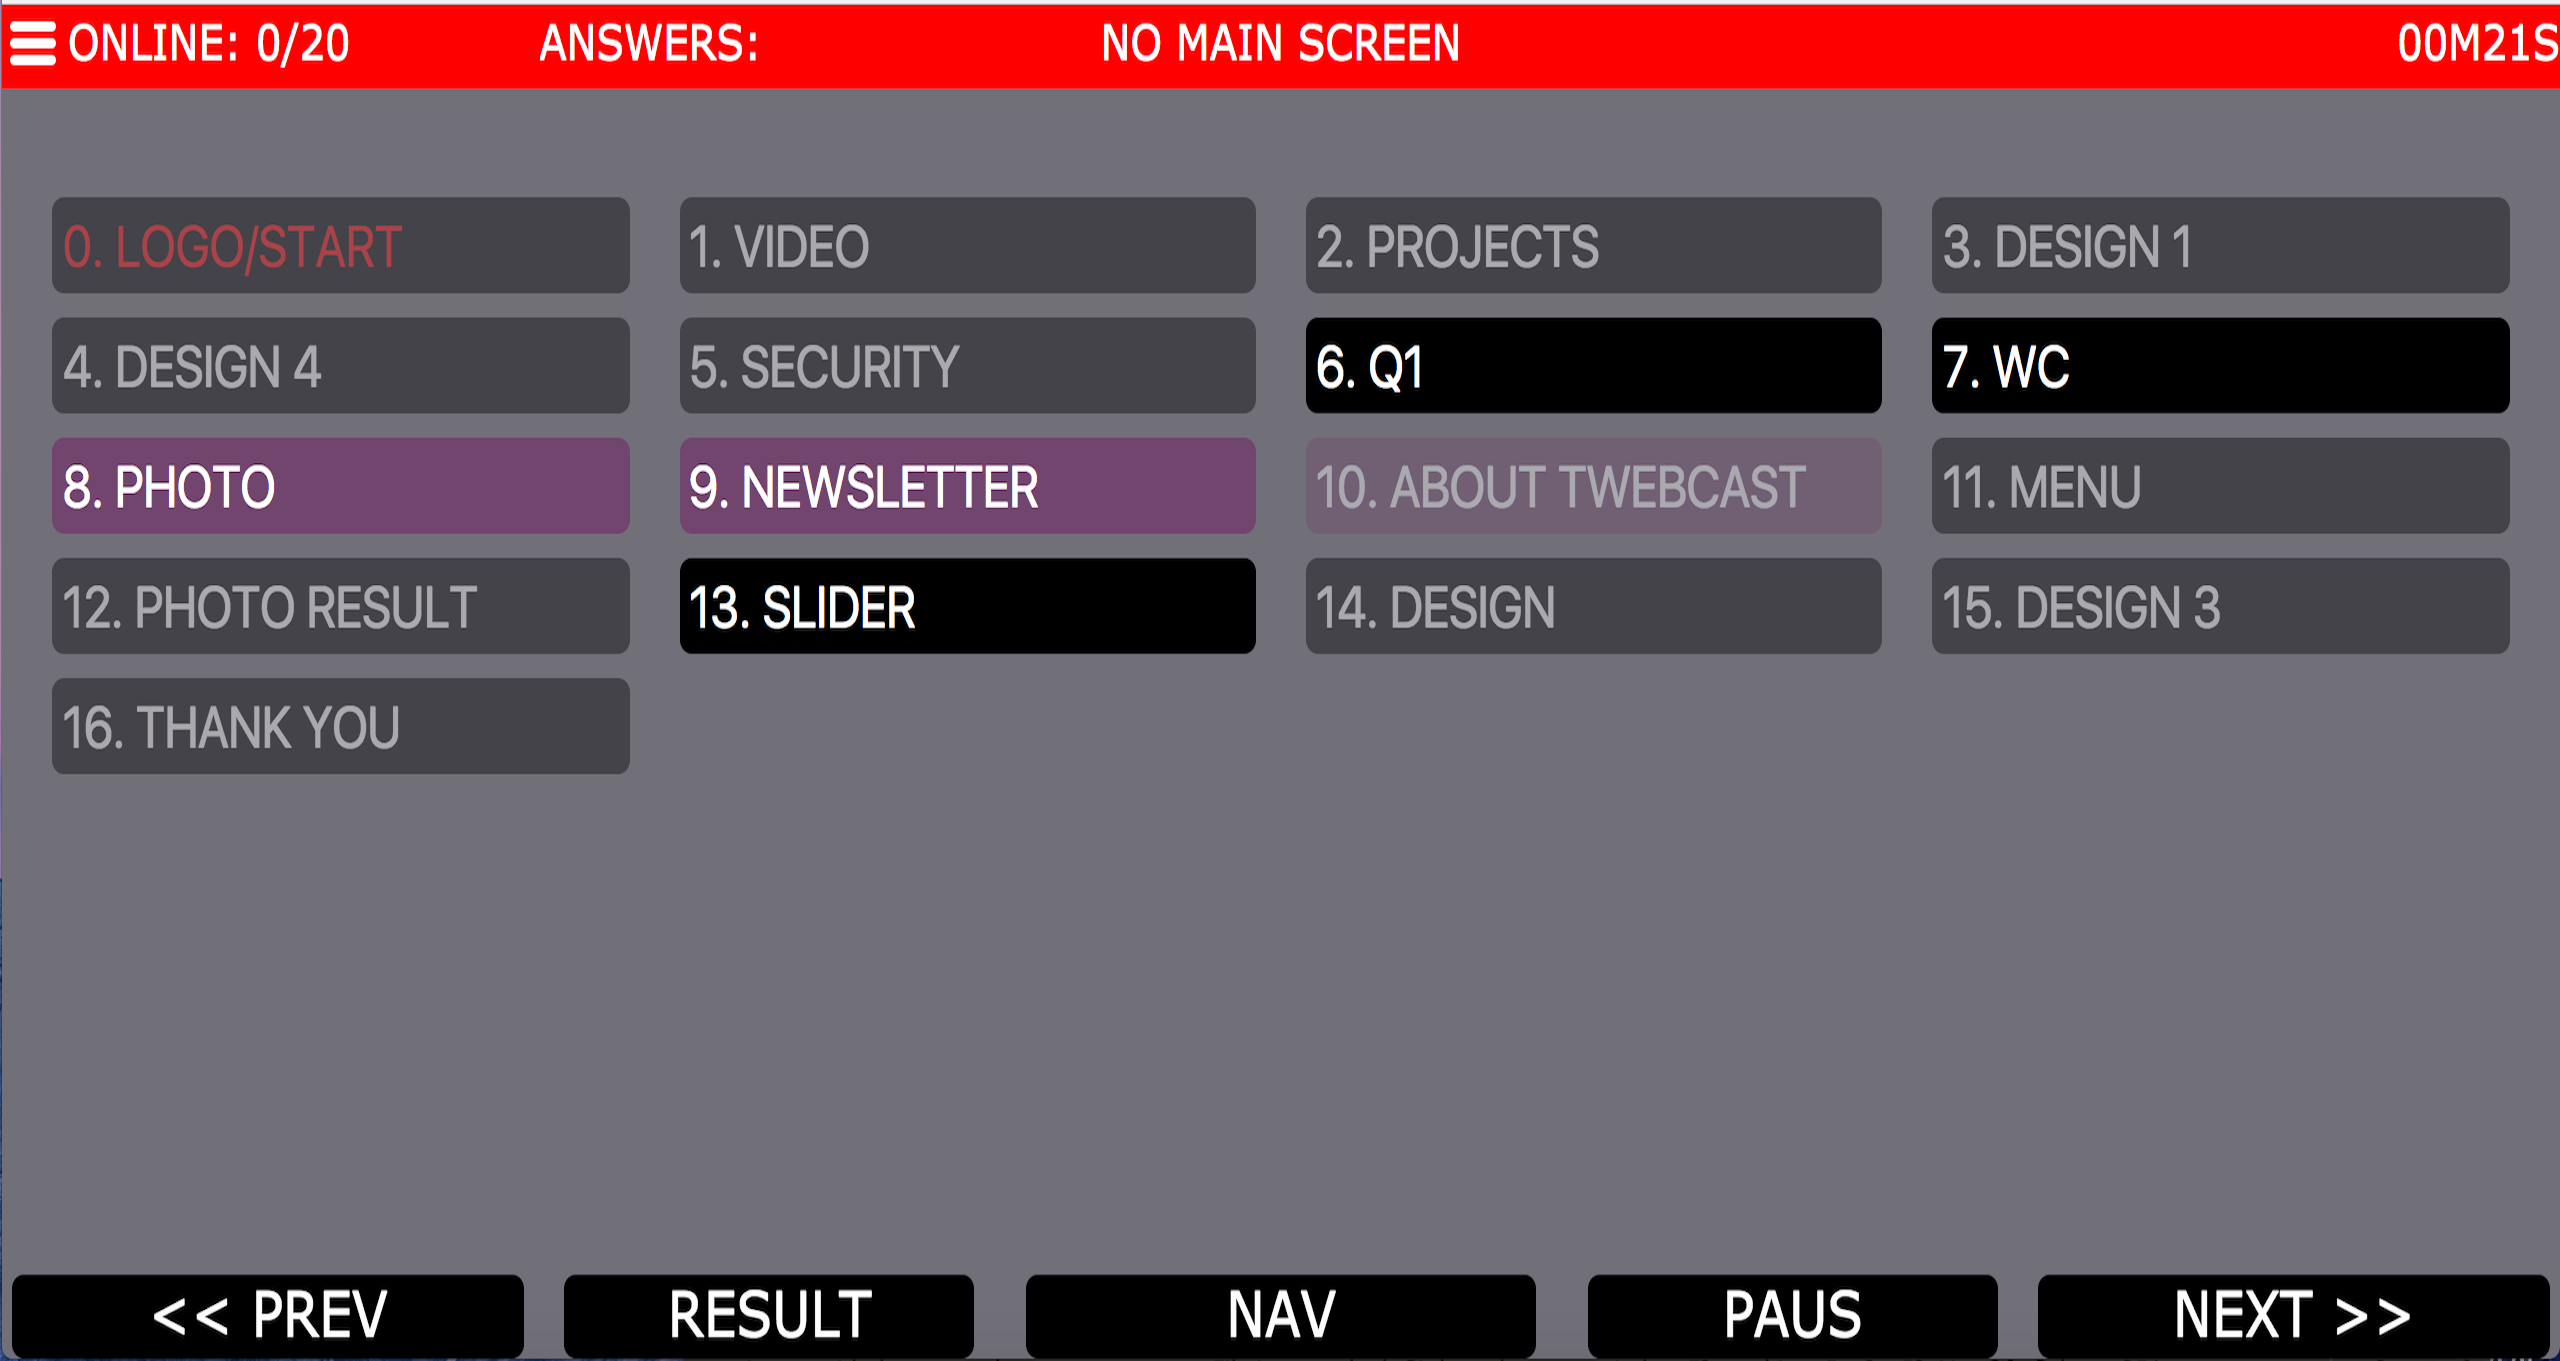 ONLINE: 0/20 ANSWERS: NO MAIN SCREEN 00M21S
0. LOGO/START 1. VIDEO 2. PROJECTS 3. DESIGN 1
4. DESIGN 4 5. SECURITY 6. Q1 7. WC
8. PHOTO 9. NEWSLETTER 10. ABOUT TWEBCAST 11. MENU
12. PHOTO RESULT 13. SLIDER 14. DESIGN 15. DESIGN 3
16. THANK YOU
<< PREV RESULT NAV PAUS NEXT >>